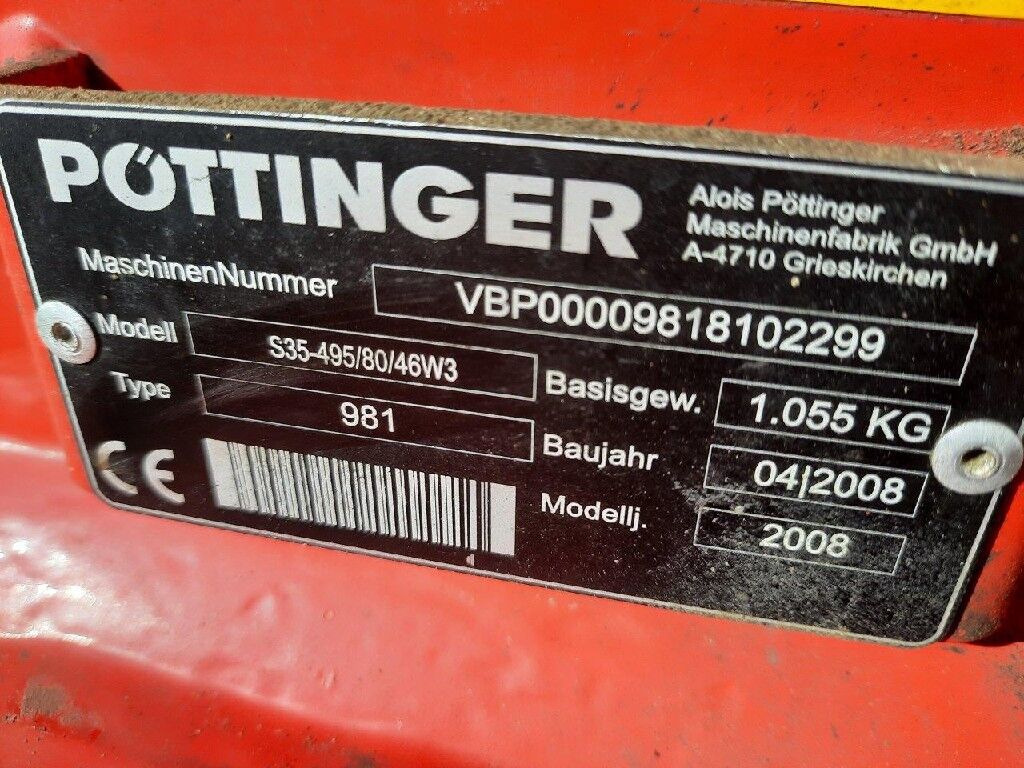 PÖTTINGER
Alois Pöttinger
Maschinenfabrik GmbH
A-4710 Grieskirchen
MaschinenNummer VBP00009818102299
Modell S35-495/80/46W3
Basisgew. 1.055 KG
Type 981
Baujahr 04|2008
CE
Modellj. 2008